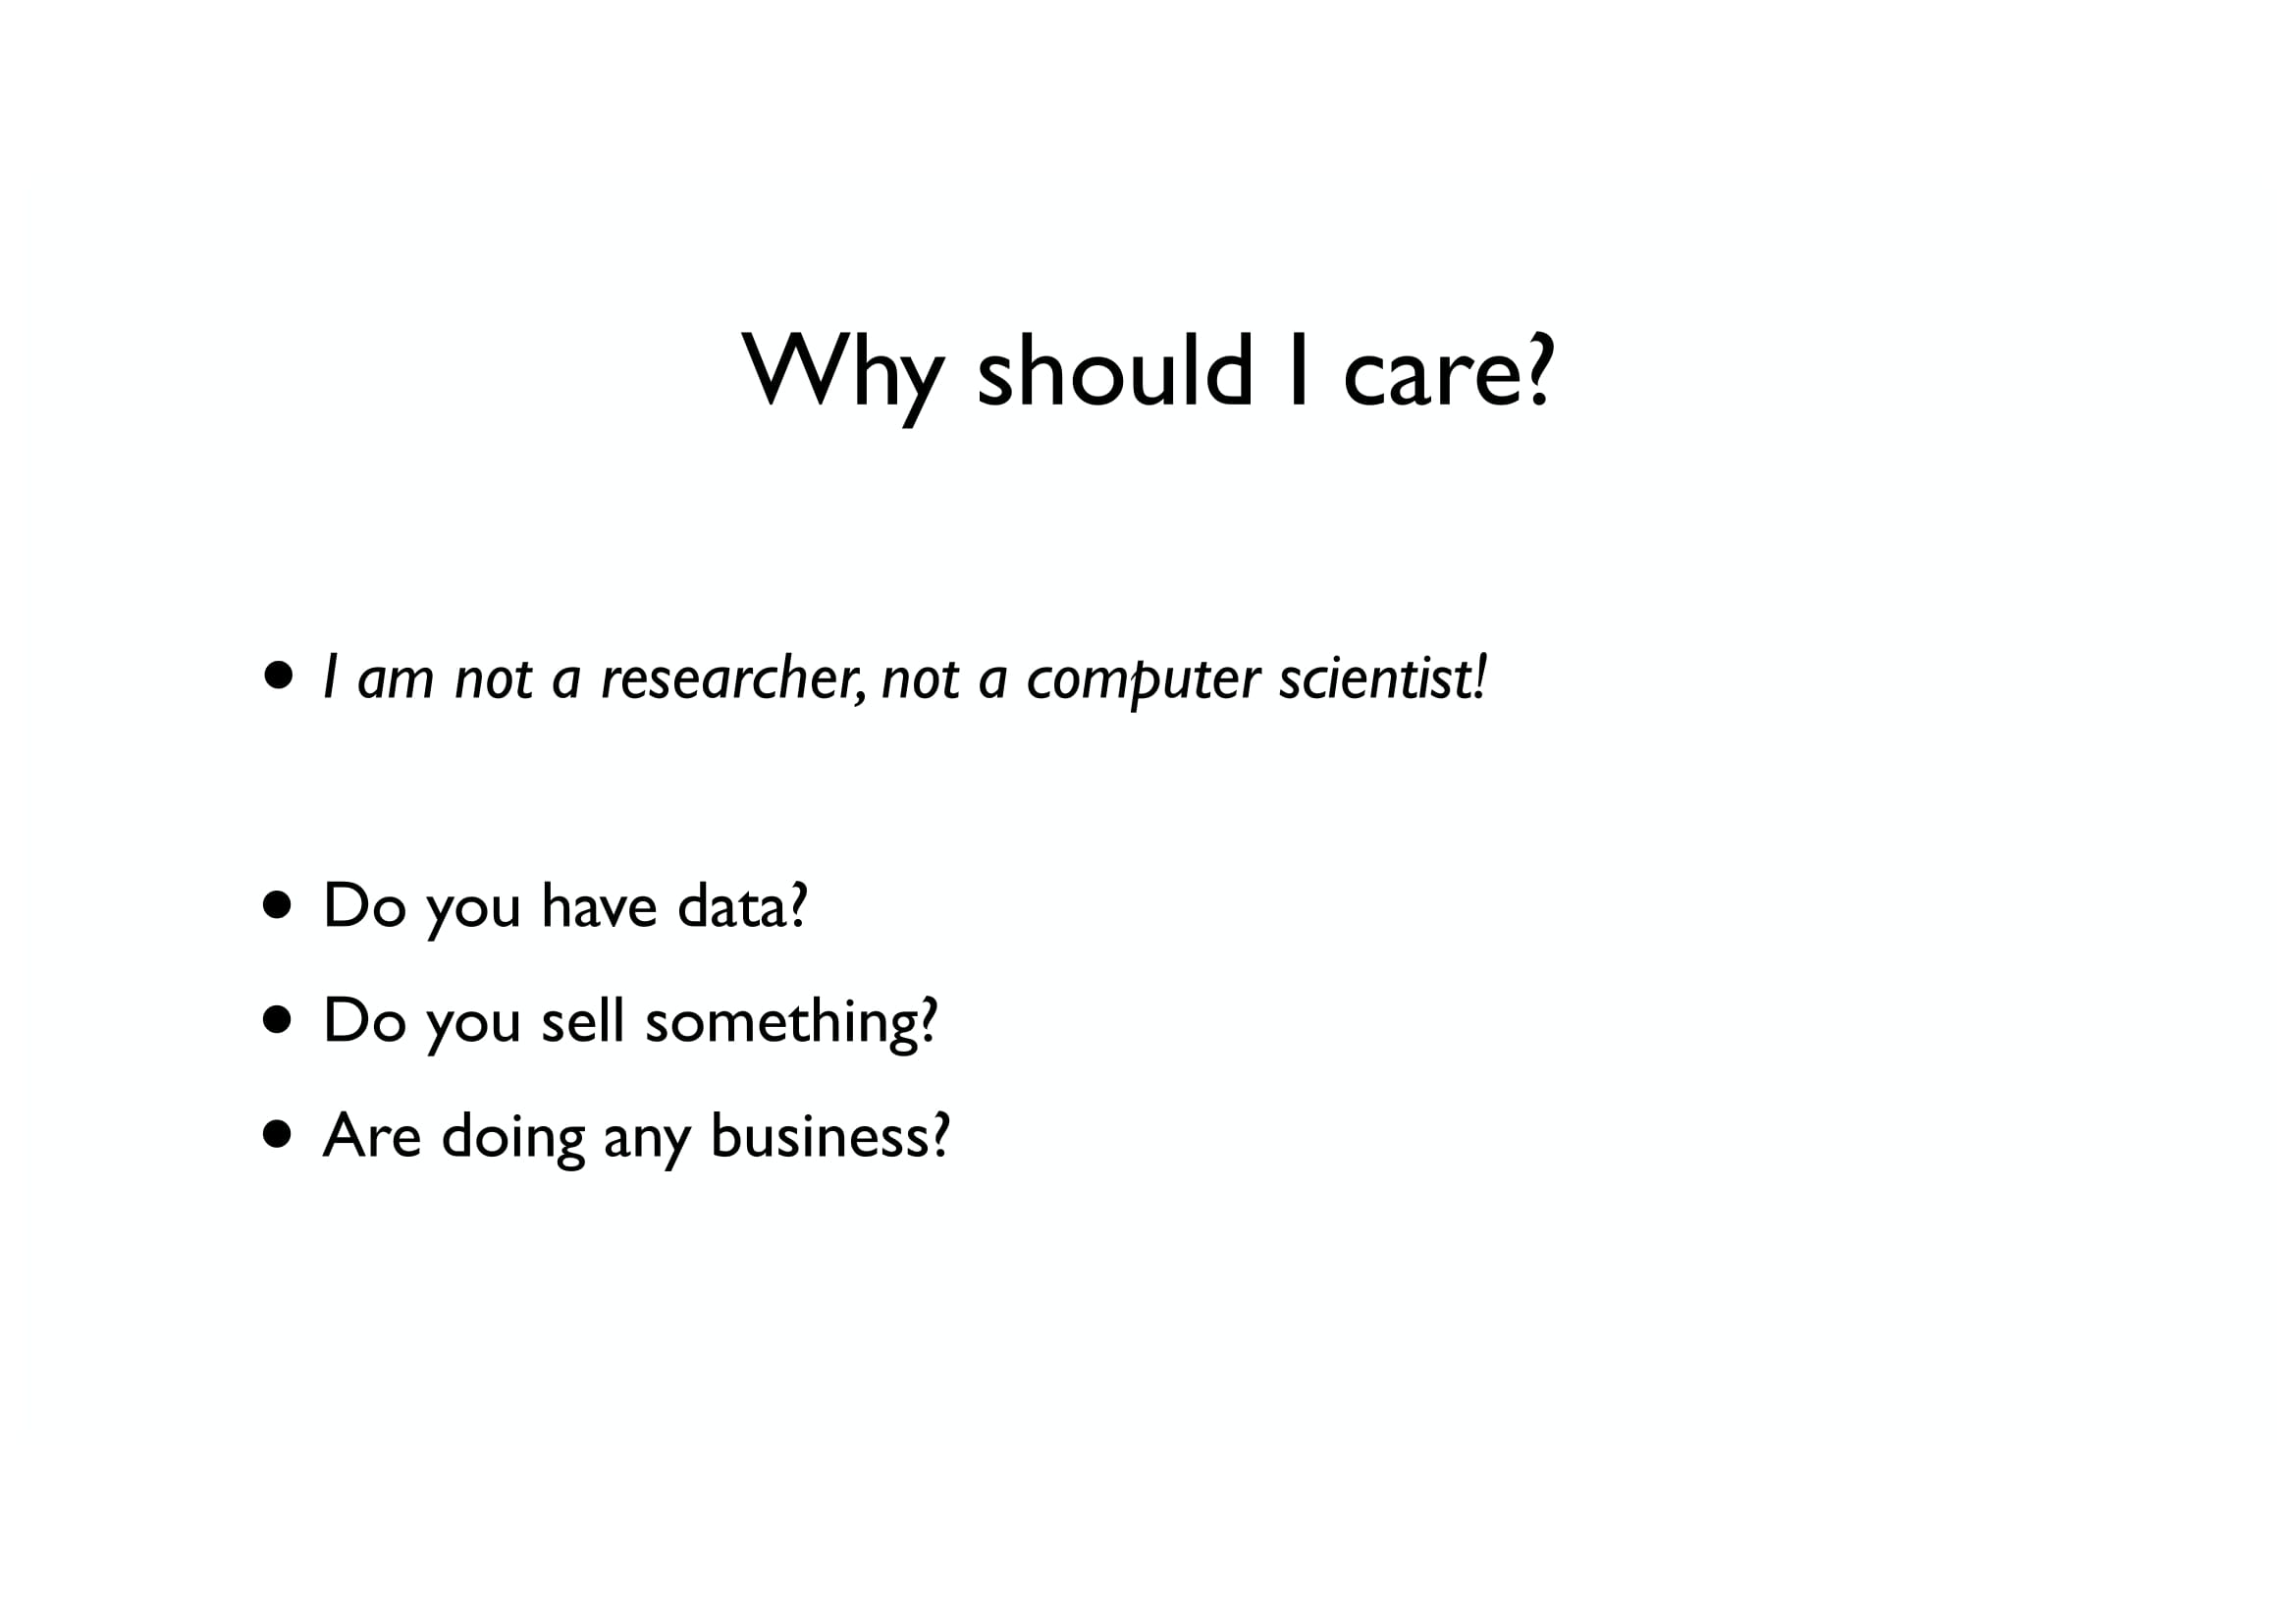 Why should I care?
• I am not a researcher, not a computer scientist!
• Do you have data?
• Do you sell something?
• Are doing any business?